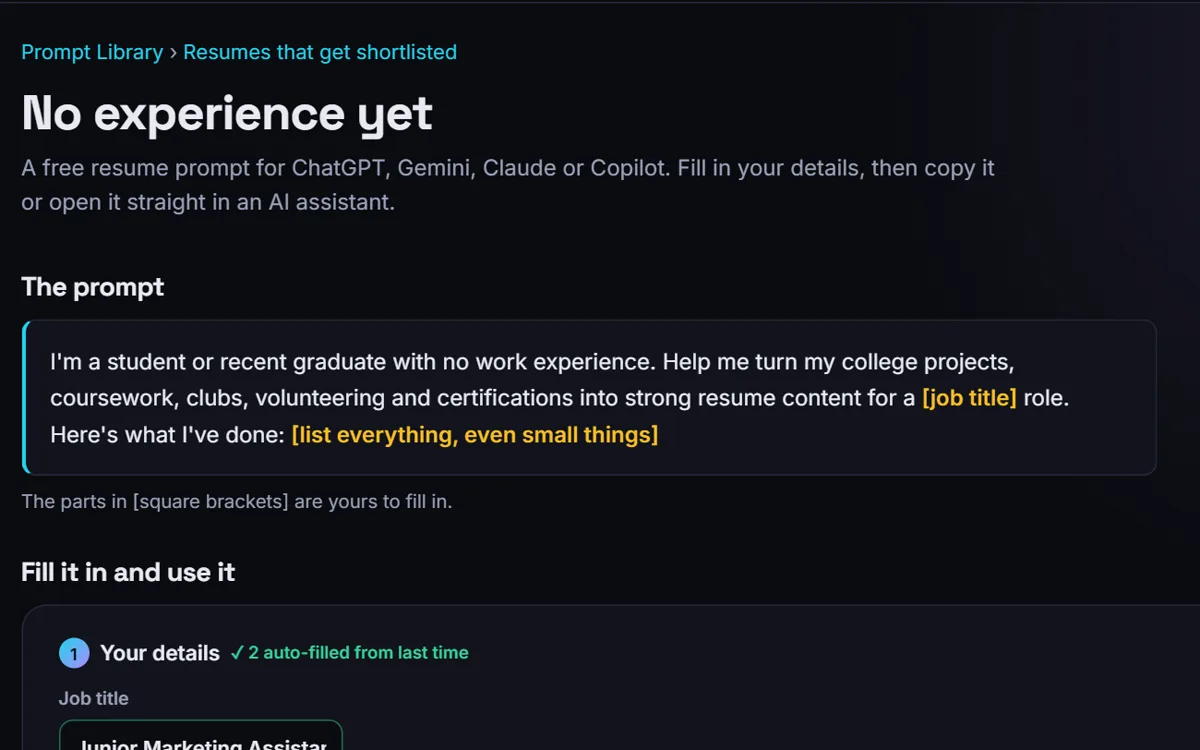 Prompt Library › Resumes that get shortlisted
No experience yet
A free resume prompt for ChatGPT, Gemini, Claude or Copilot. Fill in your details, then copy it
or open it straight in an AI assistant.
The prompt
I'm a student or recent graduate with no work experience. Help me turn my college projects,
coursework, clubs, volunteering and certifications into strong resume content for a [job title] role.
Here's what I've done: [list everything, even small things]
The parts in [square brackets] are yours to fill in.
Fill it in and use it
1 Your details ✓ 2 auto-filled from last time
Job title
Junior Marketing